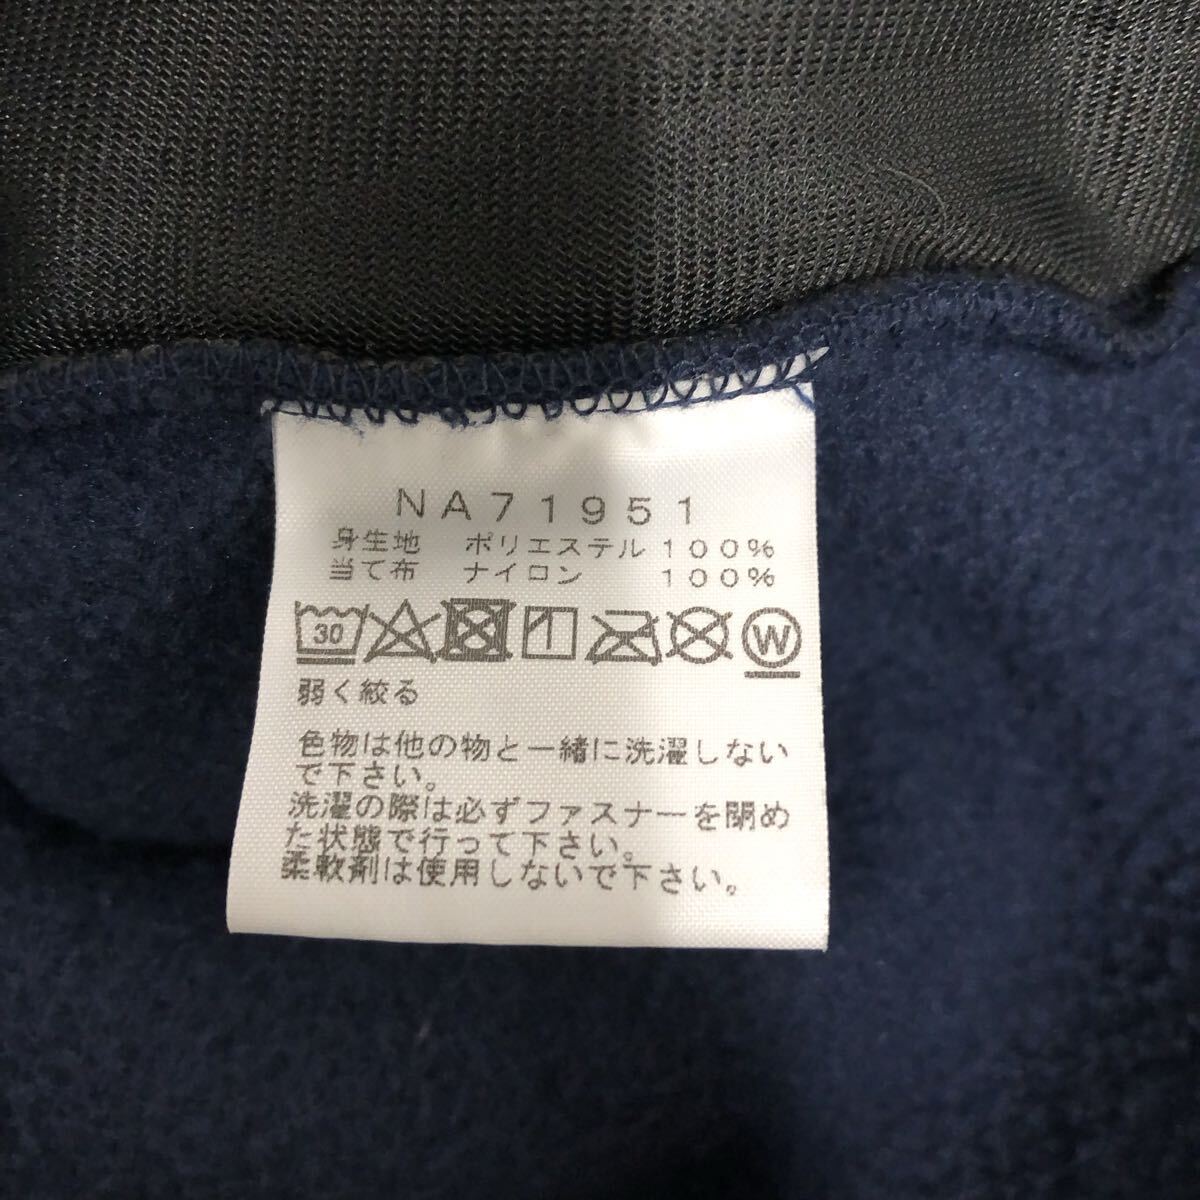 NA71951
身生地 ポリエステル 100%
当て布 ナイロン 100%
30 W
弱く絞る
色物は他の物と一緒に洗濯しない
で下さい。
洗濯の際は必ずファスナーを閉め
た状態で行って下さい。
柔軟剤は使用しないで下さい。